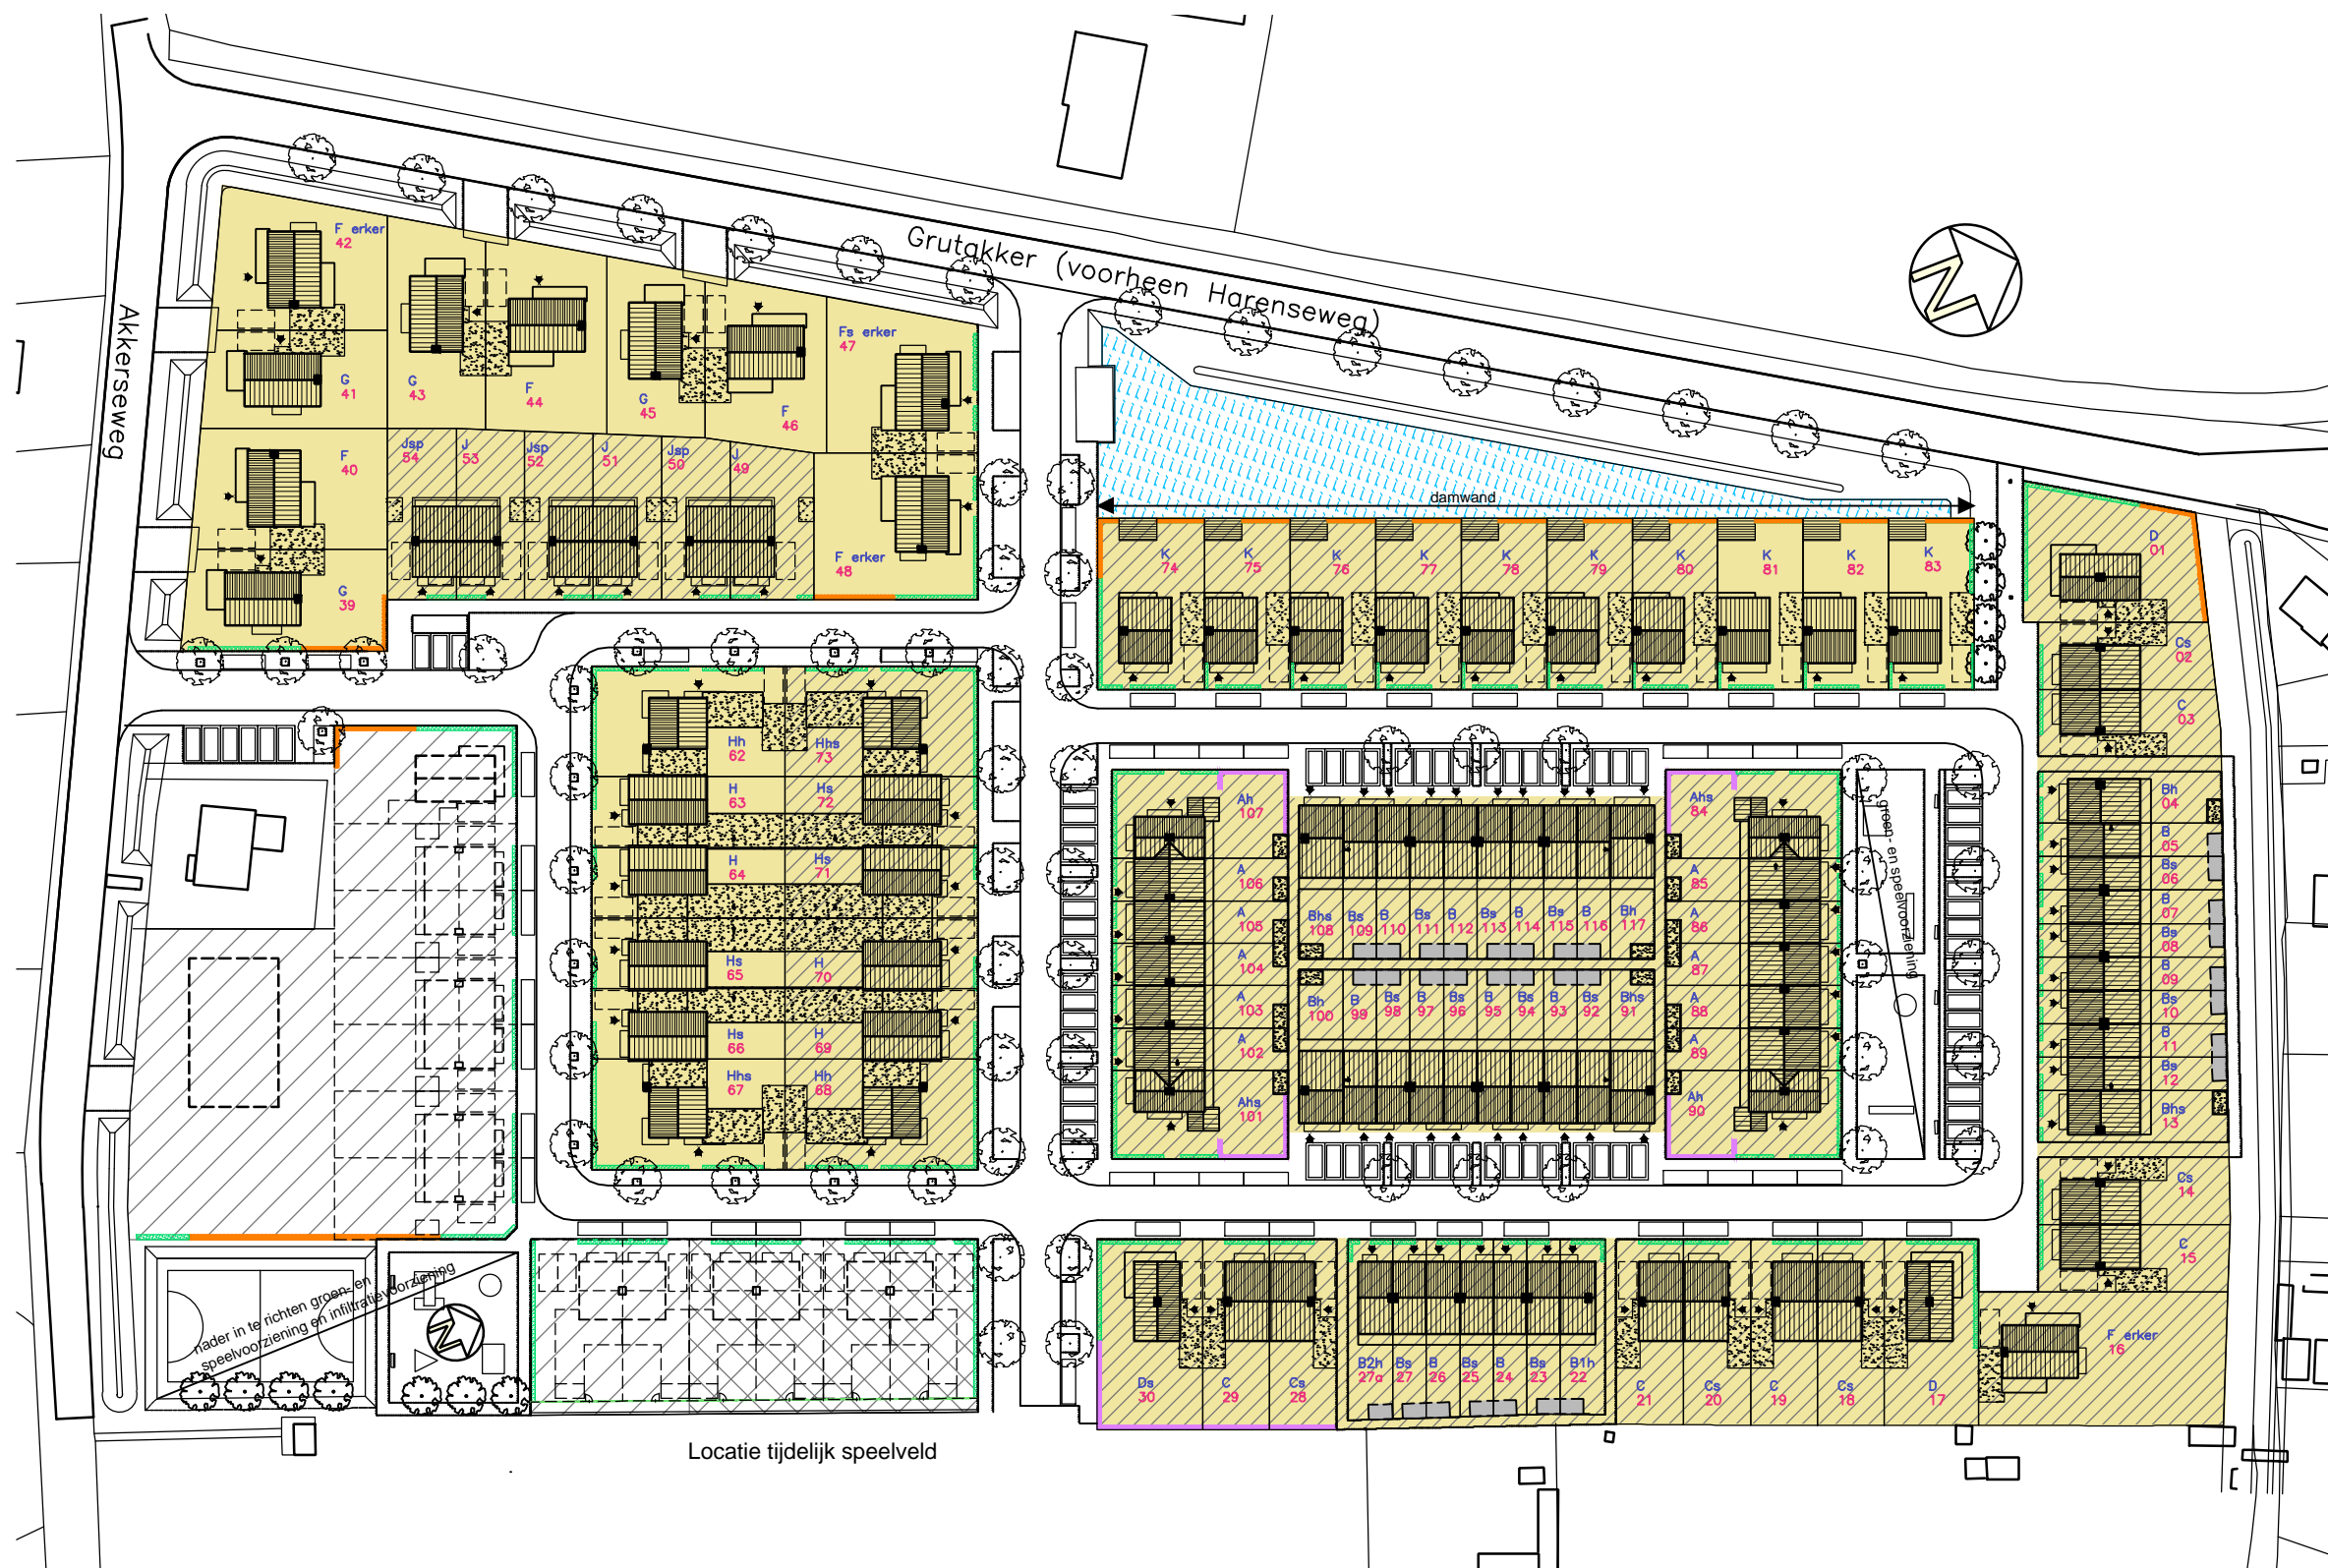 Grutakker (voorheen Harenseweg)
Akkerseweg
F erker
42
G
41
G
43
F
44
G
45
F
46
Fs erker
47
F erker
48
F
40
G
39
Jsp
54
J
53
Jsp
52
J
51
Jsp
50
J
49
damwand
K
74
K
75
K
76
K
77
K
78
K
79
K
80
K
81
K
82
K
83
D
01
Cs
02
C
03
Bh
04
B
05
Bs
06
B
07
Bs
08
B
09
Bs
10
B
11
Bs
12
Bhs
13
Cs
14
C
15
F erker
16
Hh
62
Hhs
73
H
63
Hs
72
H
64
Hs
71
Hs
65
H
70
Hs
66
H
69
Hhs
67
Hh
68
Ah
107
A
106
A
105
A
104
A
103
A
102
Ahs
101
Bhs
108
Bs
109
B
110
Bs
111
B
112
Bs
113
B
114
Bs
115
B
116
Bh
117
Bh
100
B
99
Bs
98
B
97
Bs
96
B
95
Bs
94
B
93
Bs
92
Bhs
91
Ahs
84
A
85
A
86
A
87
A
88
A
89
Ah
90
groen- en speelvoorziening
Ds
30
C
29
Cs
28
B2h
27a
Bs
27
B
26
Bs
25
B
24
Bs
23
B1h
22
C
21
Cs
20
C
19
Cs
18
D
17
nader in te richten groen- en
speelvoorziening en infiltratievoorziening
Locatie tijdelijk speelveld
N
N